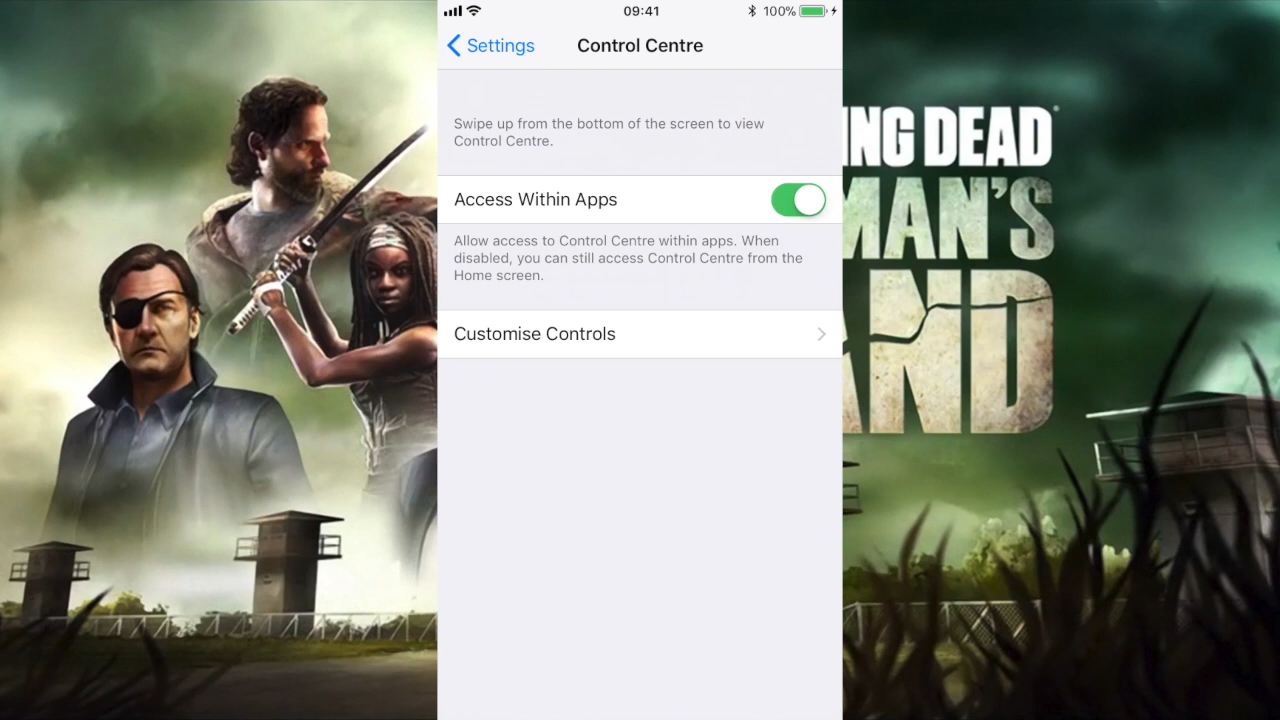 09:41
100%
Settings
Control Centre
Swipe up from the bottom of the screen to view
Control Centre.
Access Within Apps
Allow access to Control Centre within apps. When
disabled, you can still access Control Centre from the
Home screen.
Customise Controls
ING DEAD
MAN'S
AND